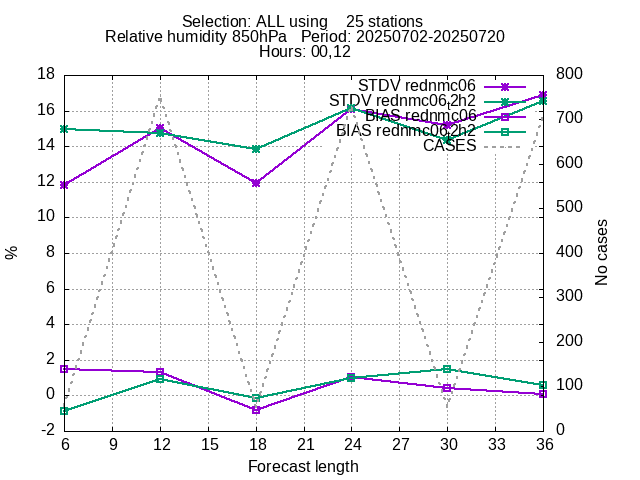 Selection: ALL using    25 stations
Relative humidity 850hPa   Period: 20250702-20250720
Hours: 00,12
STDV rednmc06
STDV rednmc06_t2h2
BIAS rednmc06
BIAS rednmc06_t2h2
CASES
18
16
14
12
10
8
6
4
2
0
-2
%
800
700
600
500
400
300
200
100
0
No cases
6 9 12 15 18 21 24 27 30 33 36
Forecast length